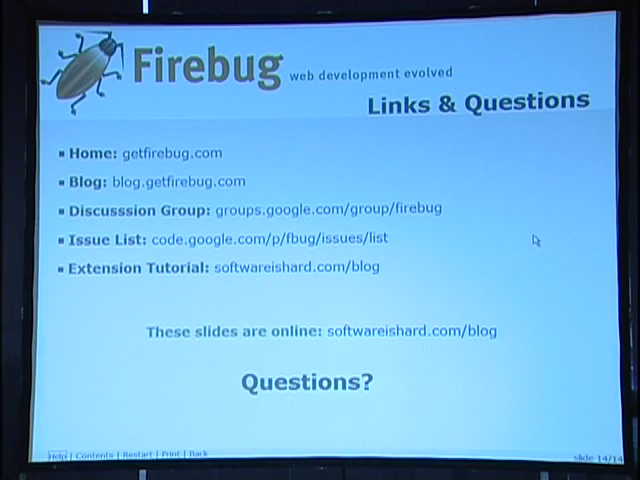 Firebug web development evolved
Links & Questions
Home: getfirebug.com
Blog: blog.getfirebug.com
Discusssion Group: groups.google.com/group/firebug
Issue List: code.google.com/p/fbug/issues/list
Extension Tutorial: softwareishard.com/blog
These slides are online: softwareishard.com/blog
Questions?
Help | Contents | Restart | Print | Back
slide 14/14